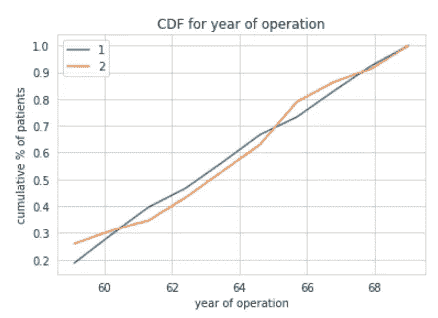 CDF for year of operation
1
2
1.0
0.9
0.8
0.7
0.6
0.5
0.4
0.3
0.2
cumulative % of patients
60 62 64 66 68
year of operation